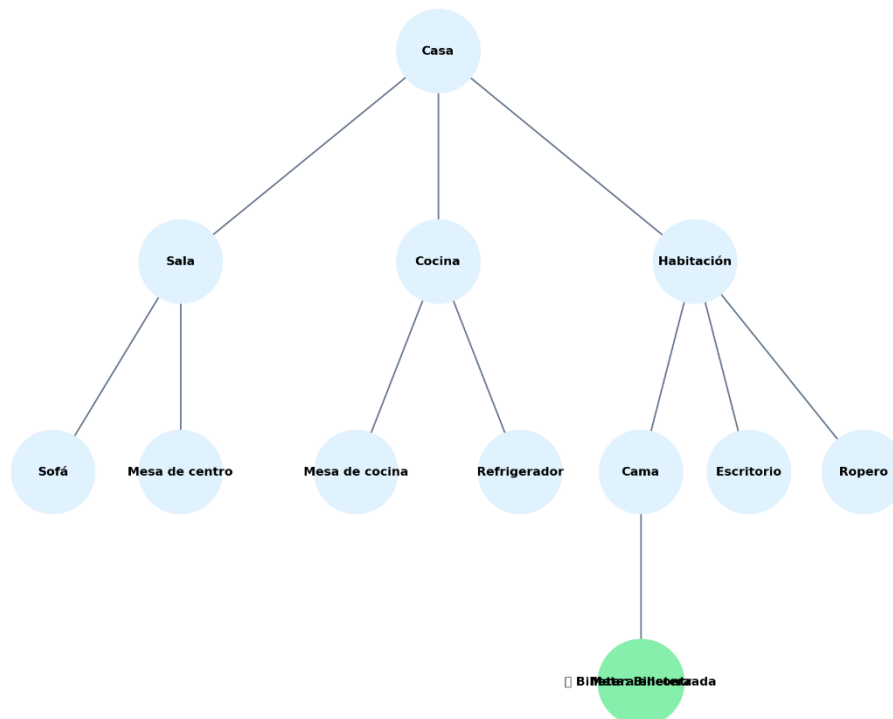 Casa
Sala
Cocina
Habitación
Sofá
Mesa de centro
Mesa de cocina
Refrigerador
Cama
Escritorio
Ropero